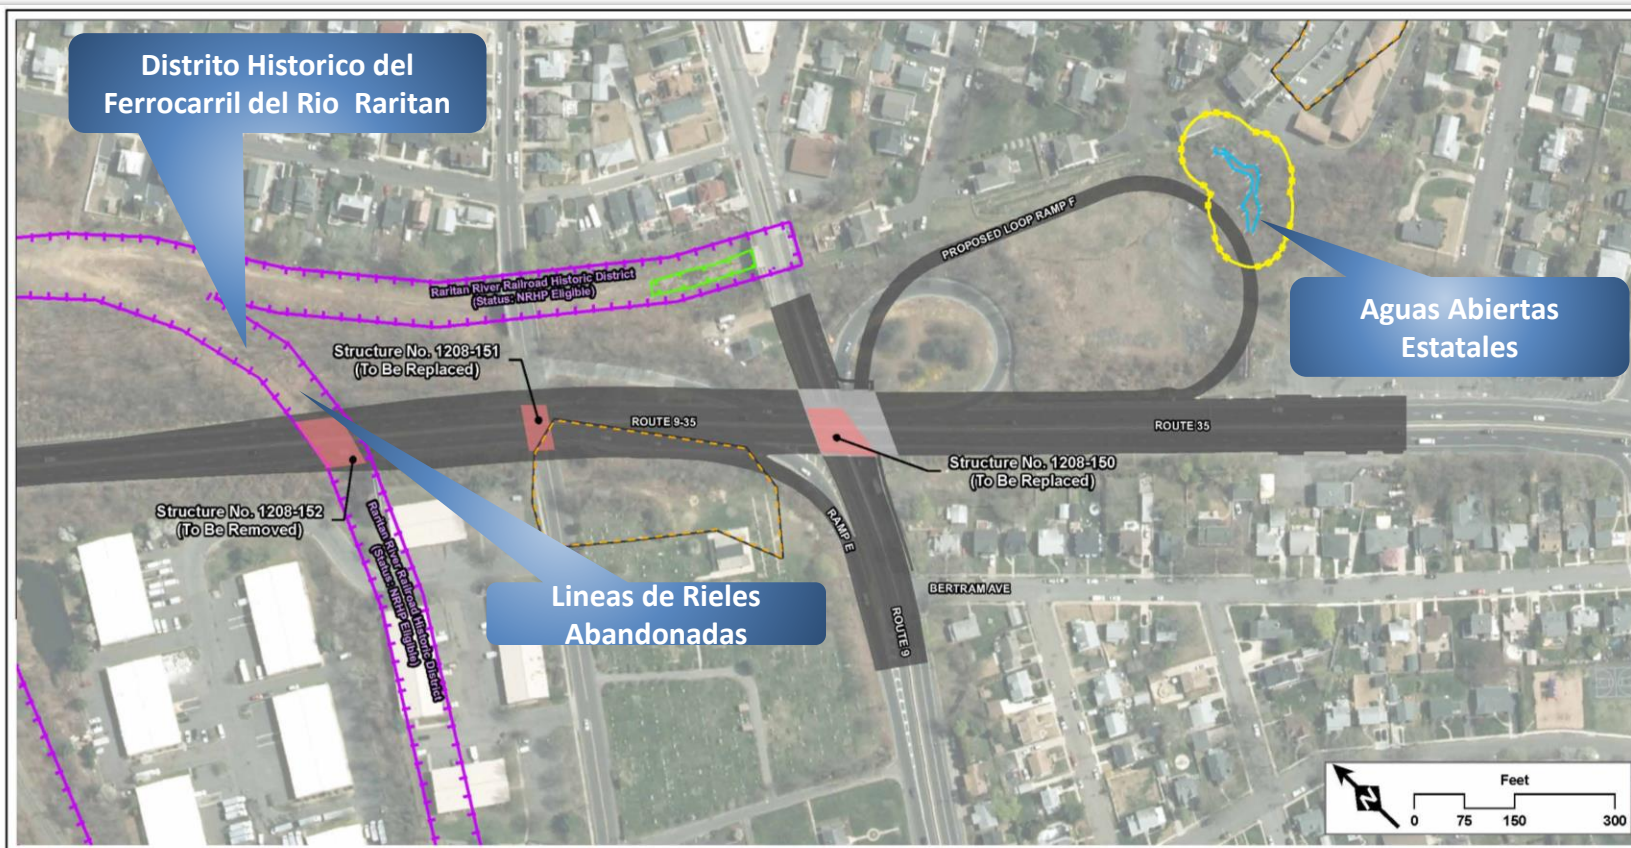 Distrito Historico del
Ferrocarril del Rio Raritan
PROPOSED LOOP RAMP F
Raritan River Railroad Historic District
(Status: NRHP Eligible)
Aguas Abiertas
Estatales
Structure No. 1208-151
(To Be Replaced)
ROUTE 9-35
ROUTE 35
Structure No. 1208-150
(To Be Replaced)
Structure No. 1208-152
(To Be Removed)
RAMP E
Raritan River Railroad Historic District
(Status: NRHP Eligible)
Lineas de Rieles
Abandonadas
BERTRAM AVE
ROUTE 9
N
Feet
0 75 150 300